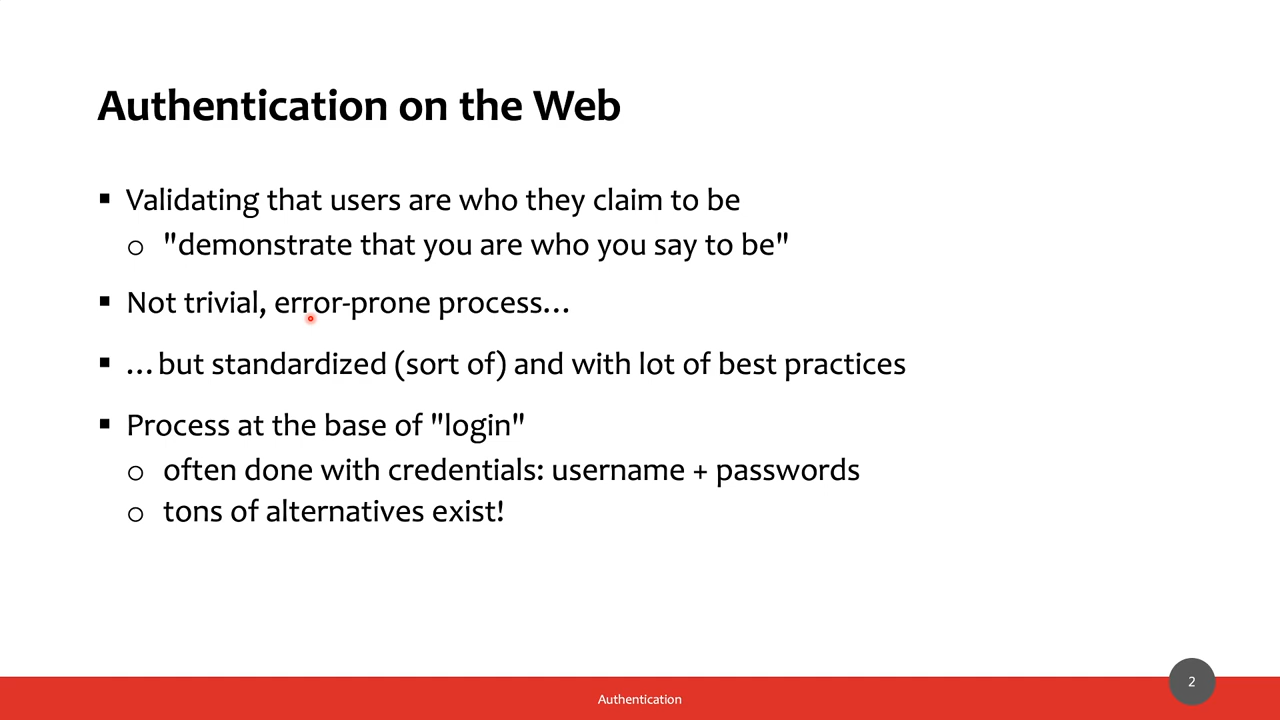 Authentication on the Web
▪ Validating that users are who they claim to be
o "demonstrate that you are who you say to be"
▪ Not trivial, error-prone process…
▪ …but standardized (sort of) and with lot of best practices
▪ Process at the base of "login"
o often done with credentials: username + passwords
o tons of alternatives exist!
2
Authentication